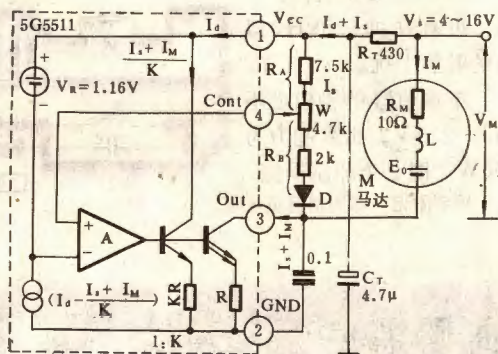 5G5511
I_d
V_cc
I_d + I_s
V_i = 4～16V
I_s + I_M
K
1
R_T 430
I_M
R_A
7.5k
I_s
V_R = 1.16V
Cont
4
W
4.7k
R_M
10Ω
L
V_M
R_B
2k
E_0
D
M
马达
A
Out
3
I_d − I_s + I_M
K
KR
R
I_s + I_M
0.1
C_T
4.7μ
GND
2
1:K